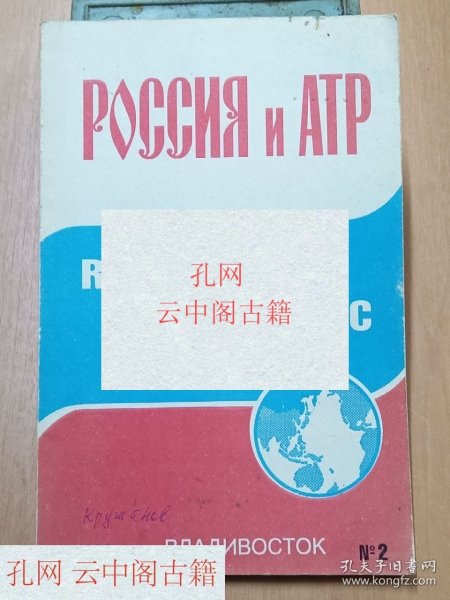 РОССИЯ и АТР
R
孔网
云中阁古籍
C
Крушанов
ВЛАДИВОСТОК №2
孔网 云中阁古籍
孔夫子旧书网
www.kongfz.com